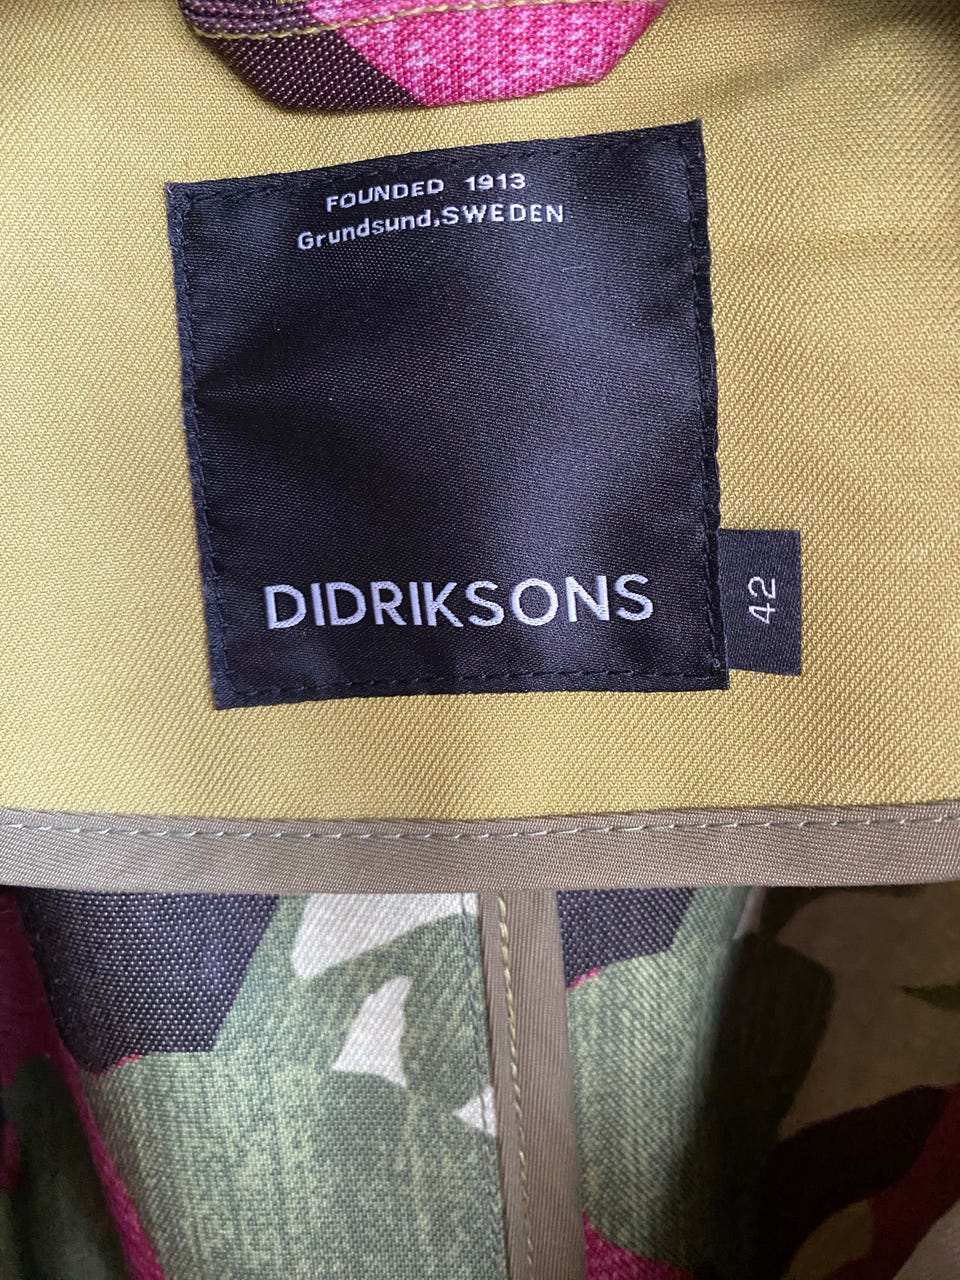 FOUNDED 1913
Grundsund,SWEDEN
DIDRIKSONS
42